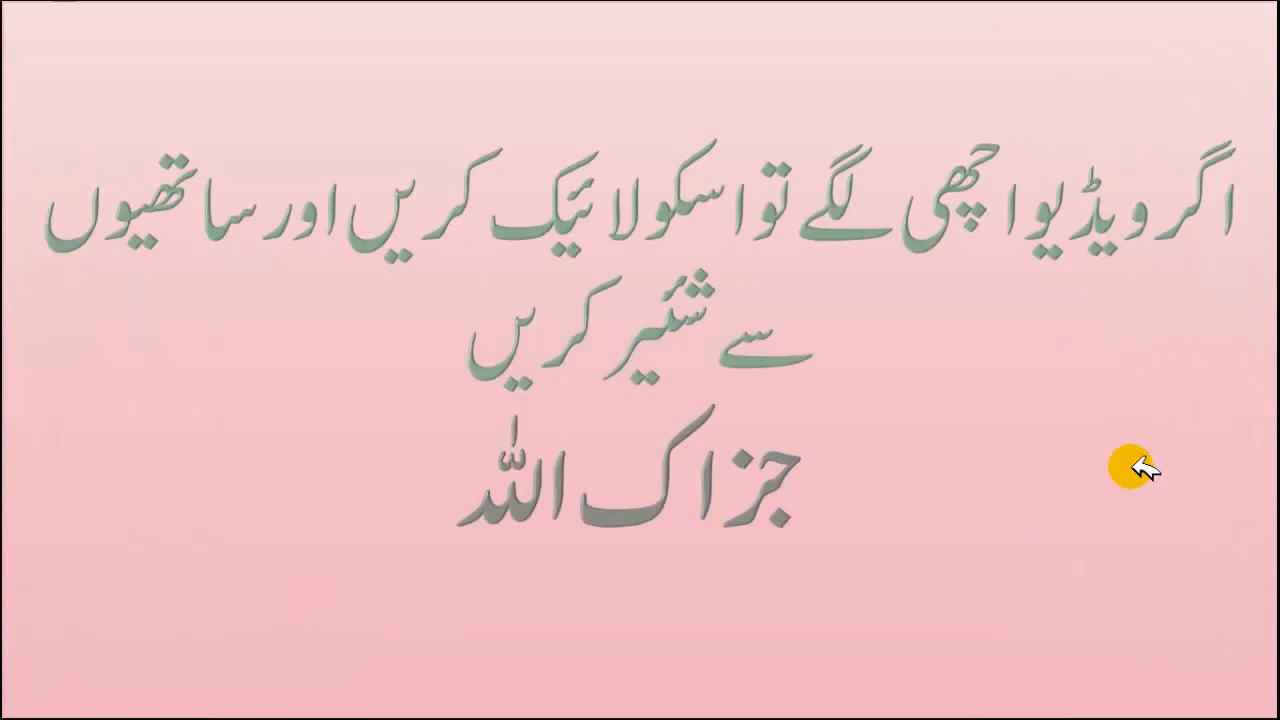 اگر ویڈیو اچھی لگے تو اسکو لائیک کریں اور ساتھیوں
سے شئیر کریں
جزاک اللہ